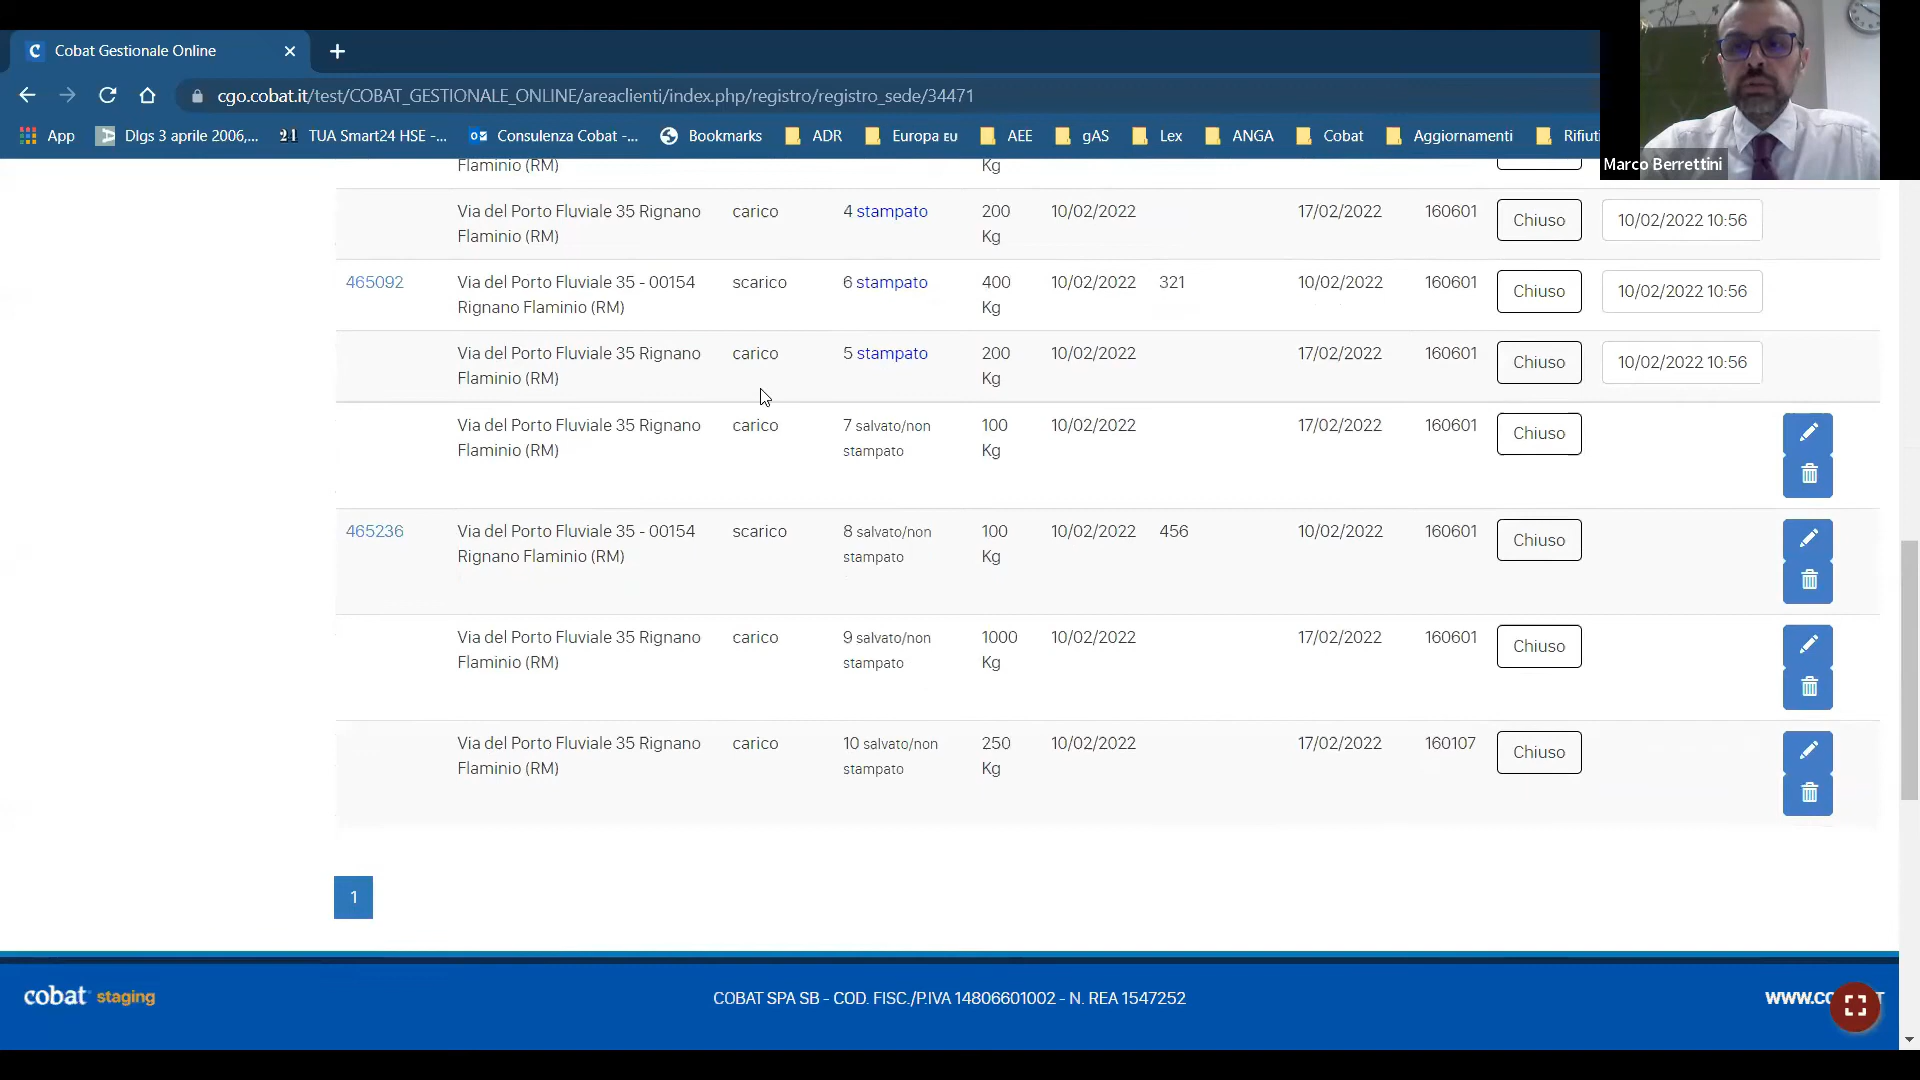 Cobat Gestionale Online
cgo.cobat.it/test/COBAT_GESTIONALE_ONLINE/areaclienti/index.php/registro/registro_sede/34471
App Dlgs 3 aprile 2006,... TUA Smart24 HSE -... Consulenza Cobat -... Bookmarks ADR Europa EU AEE gAS Lex ANGA Cobat Aggiornamenti Rifiuti
Marco Berrettini
Flaminio (RM) Kg
Via del Porto Fluviale 35 Rignano carico 4 stampato 200 10/02/2022 17/02/2022 160601 Chiuso 10/02/2022 10:56
Flaminio (RM) Kg
465092 Via del Porto Fluviale 35 - 00154 scarico 6 stampato 400 10/02/2022 321 10/02/2022 160601 Chiuso 10/02/2022 10:56
Rignano Flaminio (RM) Kg
Via del Porto Fluviale 35 Rignano carico 5 stampato 200 10/02/2022 17/02/2022 160601 Chiuso 10/02/2022 10:56
Flaminio (RM) Kg
Via del Porto Fluviale 35 Rignano carico 7 salvato/non 100 10/02/2022 17/02/2022 160601 Chiuso
Flaminio (RM) stampato Kg
465236 Via del Porto Fluviale 35 - 00154 scarico 8 salvato/non 100 10/02/2022 456 10/02/2022 160601 Chiuso
Rignano Flaminio (RM) stampato Kg
Via del Porto Fluviale 35 Rignano carico 9 salvato/non 1000 10/02/2022 17/02/2022 160601 Chiuso
Flaminio (RM) stampato Kg
Via del Porto Fluviale 35 Rignano carico 10 salvato/non 250 10/02/2022 17/02/2022 160107 Chiuso
Flaminio (RM) stampato Kg
1
cobat staging COBAT SPA SB - COD. FISC./P.IVA 14806601002 - N. REA 1547252